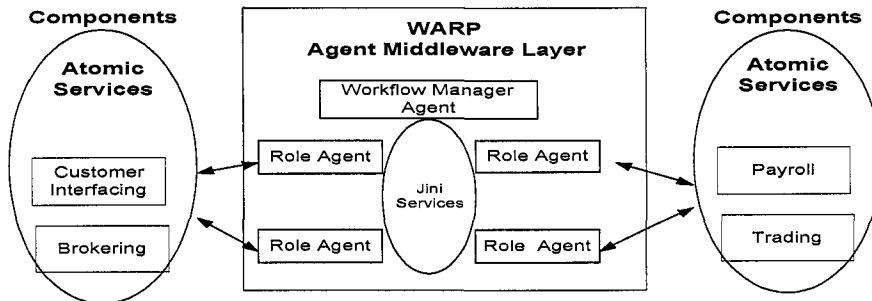 Components
Atomic
Services
Customer
Interfacing
Brokering
WARP
Agent Middleware Layer
Workflow Manager
Agent
Role Agent
Role Agent
Jini
Services
Role Agent
Role Agent
Components
Atomic
Services
Payroll
Trading